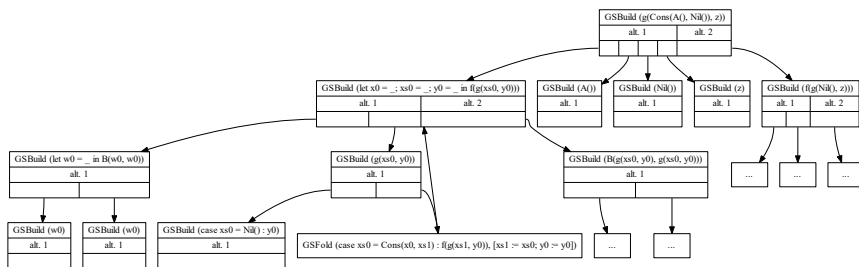 GSBuild (g(Cons(A(), Nil()), z))
alt. 1 alt. 2
GSBuild (let x0 = _; xs0 = _; y0 = _ in f(g(xs0, y0)))
alt. 1 alt. 2
GSBuild (A())
alt. 1
GSBuild (Nil())
alt. 1
GSBuild (z)
alt. 1
GSBuild (f(g(Nil(), z)))
alt. 1 alt. 2
GSBuild (let w0 = _ in B(w0, w0))
alt. 1
GSBuild (g(xs0, y0))
alt. 1
GSBuild (B(g(xs0, y0), g(xs0, y0)))
alt. 1
...
...
...
GSBuild (w0)
alt. 1
GSBuild (w0)
alt. 1
GSBuild (case xs0 = Nil() : y0)
alt. 1
GSFold (case xs0 = Cons(x0, xs1) : f(g(xs1, y0)), [xs1 := xs0; y0 := y0])
...
...